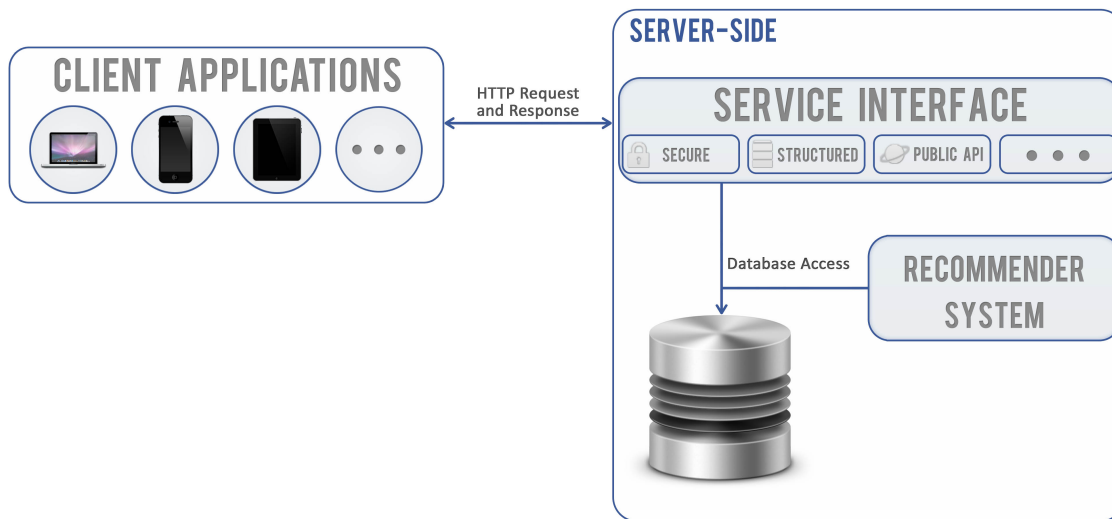 SERVER-SIDE
CLIENT APPLICATIONS
HTTP Request
and Response
SERVICE INTERFACE
SECURE
STRUCTURED
PUBLIC API
Database Access
RECOMMENDER
SYSTEM